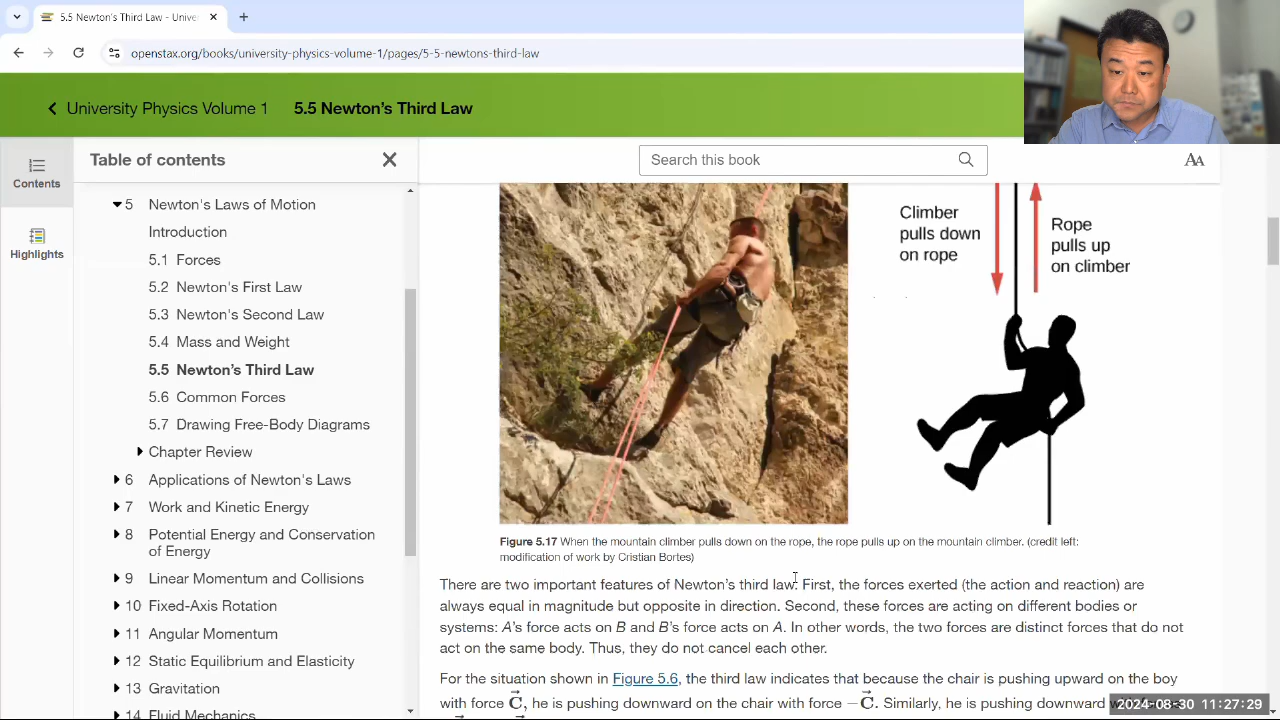 5.5 Newton's Third Law - Univers
openstax.org/books/university-physics-volume-1/pages/5-5-newtons-third-law
University Physics Volume 1 5.5 Newton's Third Law
Contents
Highlights
Table of contents
5 Newton's Laws of Motion
Introduction
5.1 Forces
5.2 Newton's First Law
5.3 Newton's Second Law
5.4 Mass and Weight
5.5 Newton's Third Law
5.6 Common Forces
5.7 Drawing Free-Body Diagrams
Chapter Review
6 Applications of Newton's Laws
7 Work and Kinetic Energy
8 Potential Energy and Conservation
of Energy
9 Linear Momentum and Collisions
10 Fixed-Axis Rotation
11 Angular Momentum
12 Static Equilibrium and Elasticity
13 Gravitation
14 Fluid Mechanics
Search this book
AA
Climber
pulls down
on rope
Rope
pulls up
on climber
Figure 5.17 When the mountain climber pulls down on the rope, the rope pulls up on the mountain climber. (credit left:
modification of work by Cristian Bortes)
There are two important features of Newton's third law. First, the forces exerted (the action and reaction) are
always equal in magnitude but opposite in direction. Second, these forces are acting on different bodies or
systems: A's force acts on B and B's force acts on A. In other words, the two forces are distinct forces that do not
act on the same body. Thus, they do not cancel each other.
For the situation shown in Figure 5.6, the third law indicates that because the chair is pushing upward on the boy
with force C⃗, he is pushing downward on the chair with force −C⃗. Similarly, he is pushing downward
2024-08-30 11:27:29